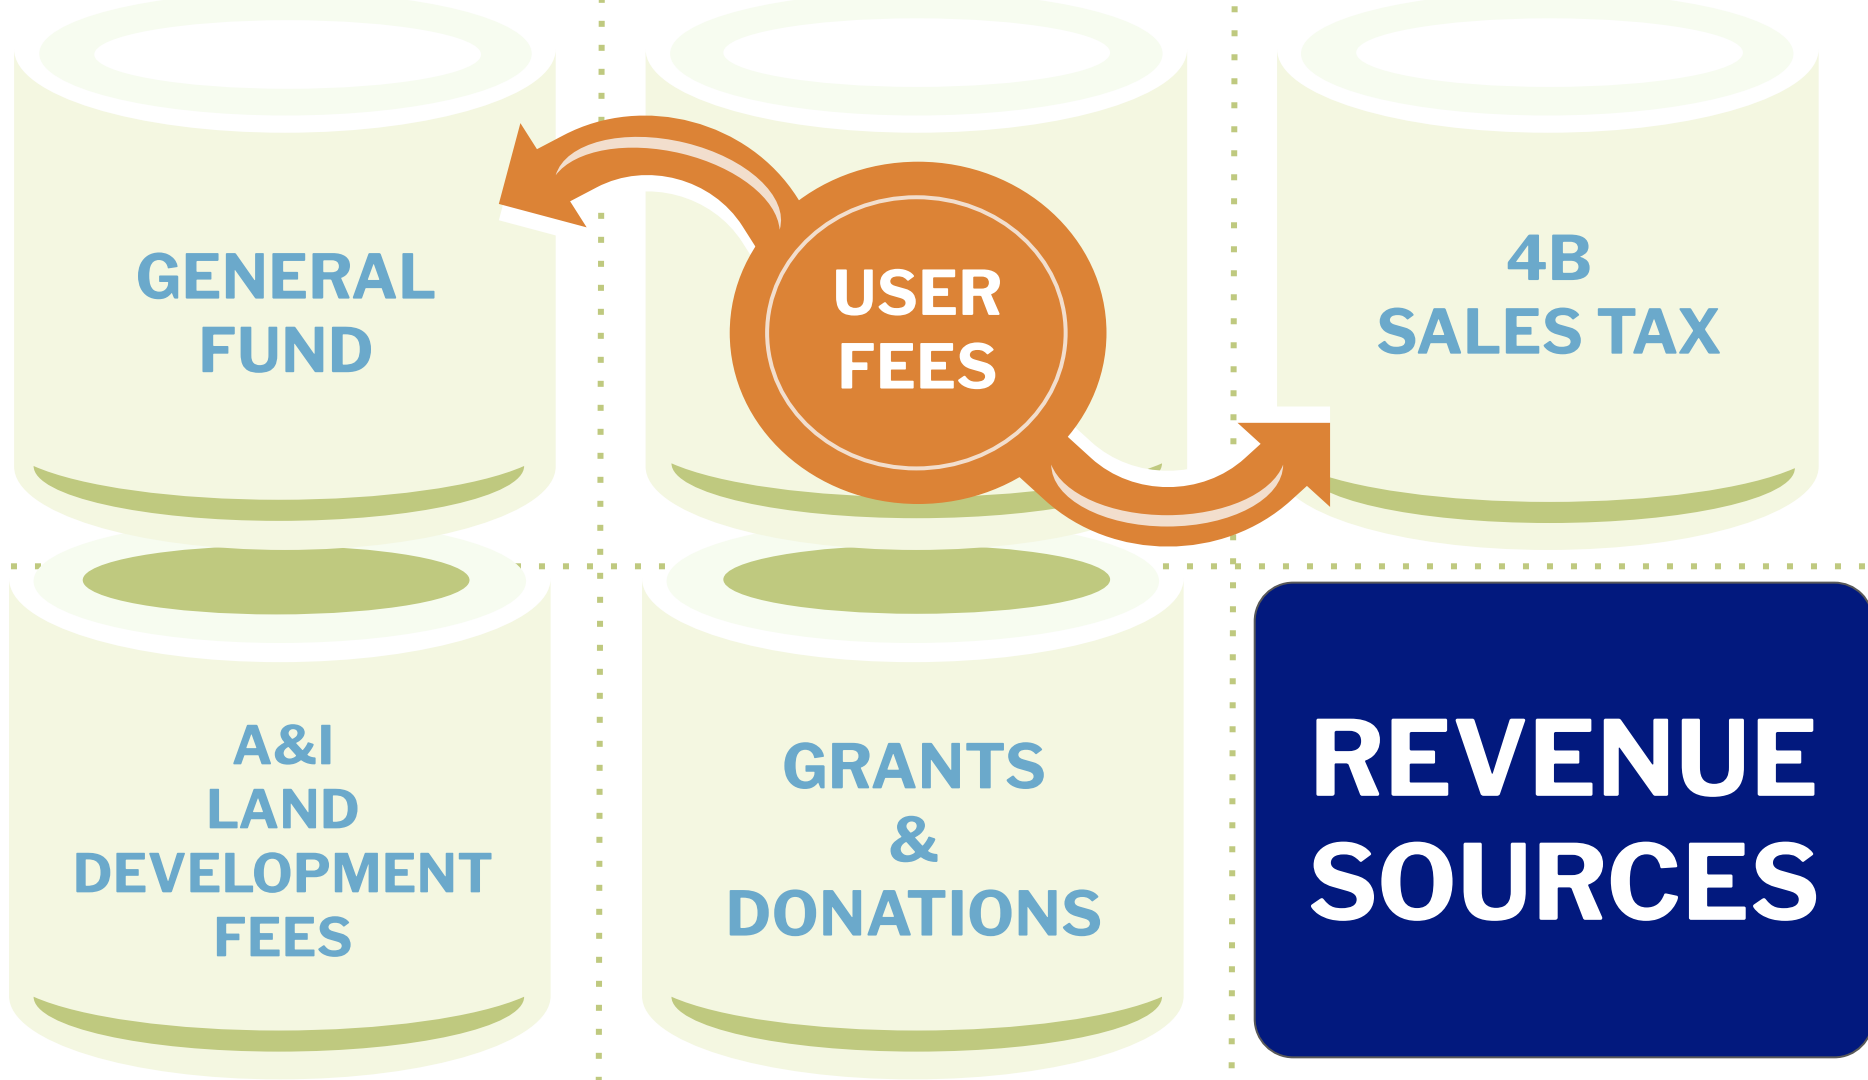 GENERAL
FUND
USER
FEES
4B
SALES TAX
A&I
LAND
DEVELOPMENT
FEES
GRANTS
&
DONATIONS
REVENUE
SOURCES